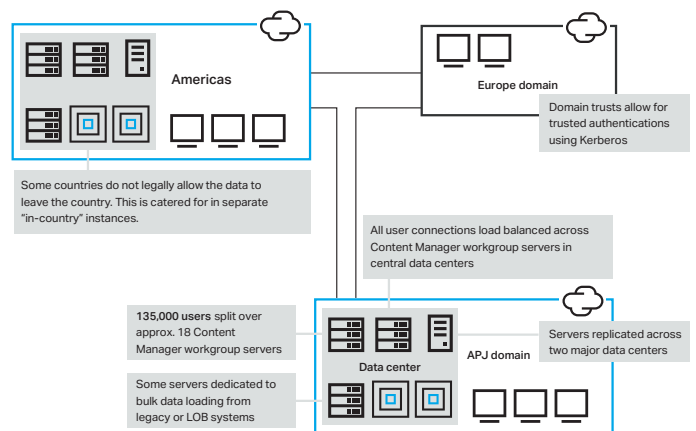 Americas
Europe domain
Domain trusts allow for
trusted authentications
using Kerberos
Some countries do not legally allow the data to
leave the country. This is catered for in separate
“in-country” instances.
All user connections load balanced across
Content Manager workgroup servers in
central data centers
135,000 users split over
approx. 18 Content
Manager workgroup servers
Data center
APJ domain
Servers replicated across
two major data centers
Some servers dedicated to
bulk data loading from
legacy or LOB systems